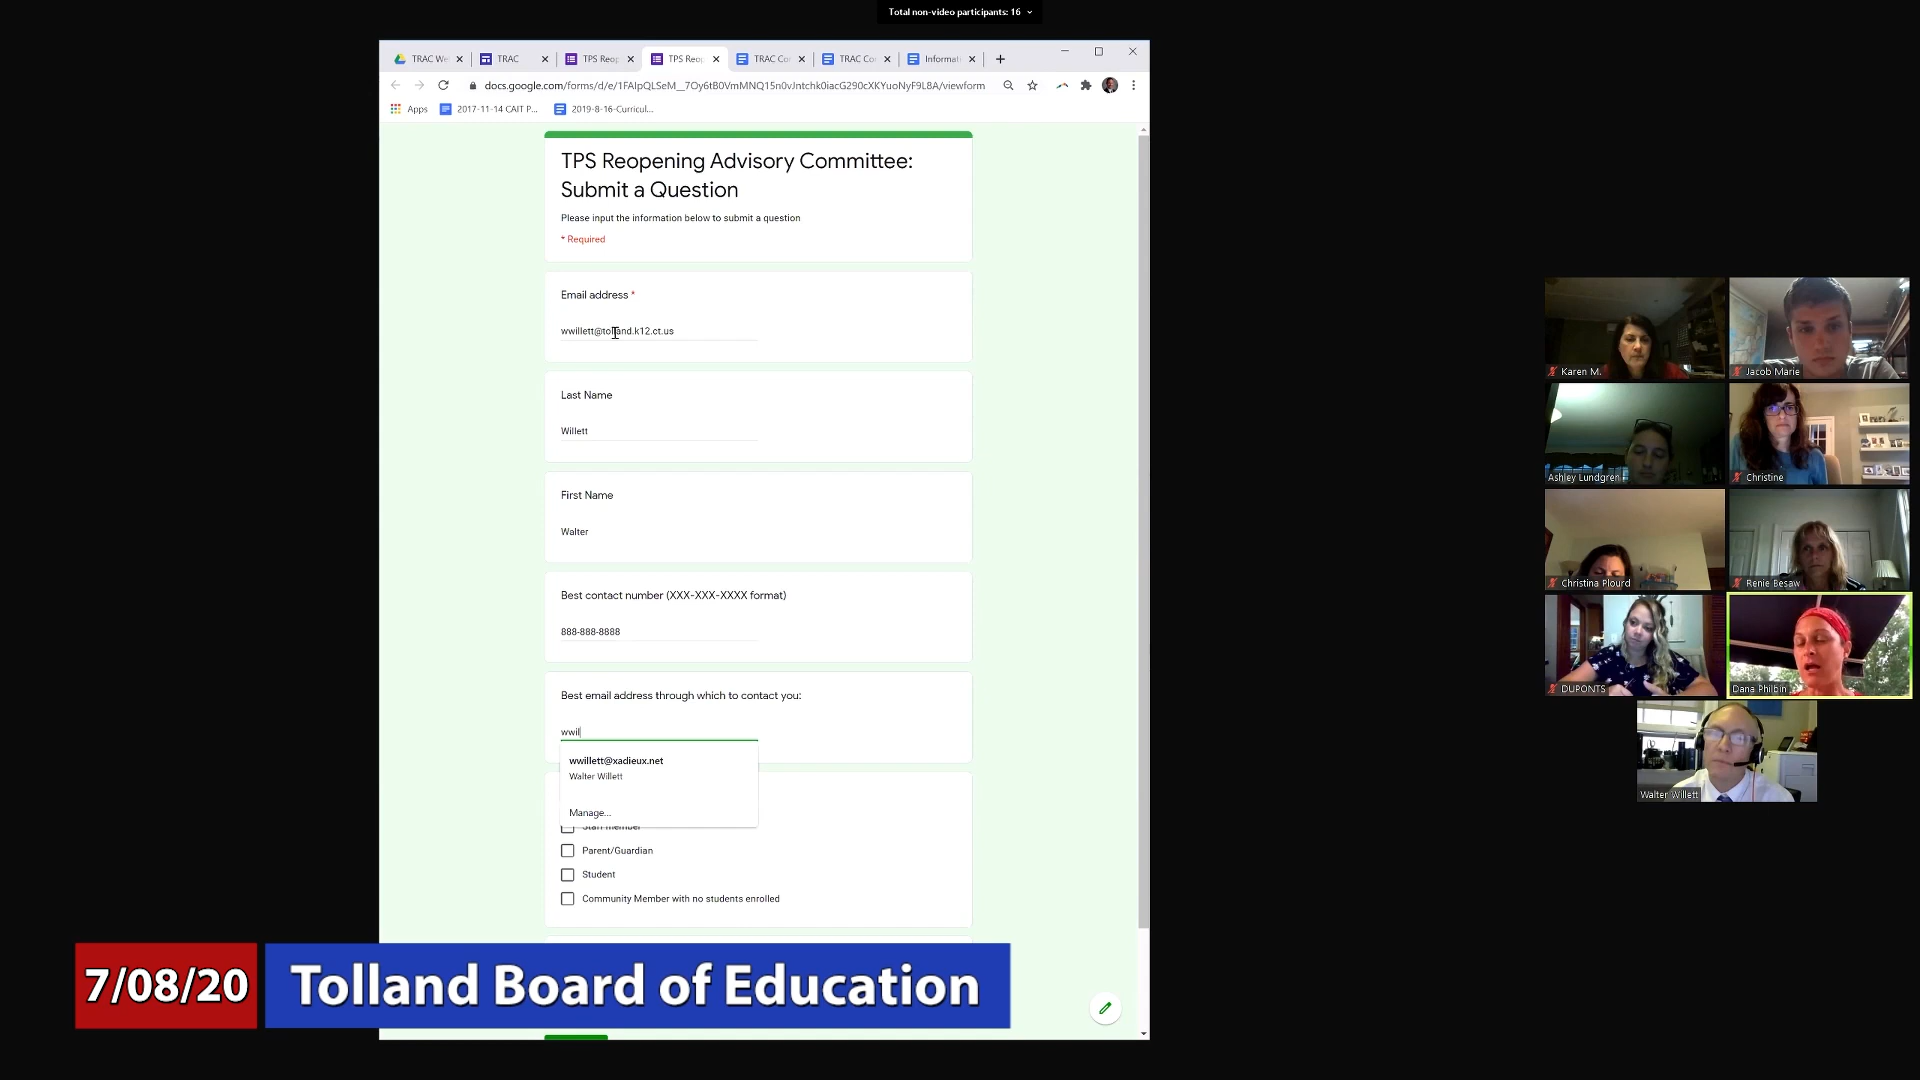 Total non-video participants: 16
TRAC We
TRAC
TPS Reop
TPS Reop
TRAC Co
TRAC Co
Informat
docs.google.com/forms/d/e/1FAIpQLSeM__7Oy6tB0VmMNQ15n0vJntchk0iacG290cXKYuoNyF9L8A/viewform
Apps
2017-11-14 CAIT P...
2019-8-16-Curricul...
TPS Reopening Advisory Committee:
Submit a Question
Please input the information below to submit a question
* Required
Email address *
wwillett@tolland.k12.ct.us
Last Name
Willett
First Name
Walter
Best contact number (XXX-XXX-XXXX format)
888-888-8888
Best email address through which to contact you:
wwil
wwillett@xadieux.net
Walter Willett
Manage...
Staff member
Parent/Guardian
Student
Community Member with no students enrolled
Karen M.
Jacob Marie
Ashley Lundgren
Christine
Christina Plourd
Renie Besaw
DUPONTS
Dana Philbin
Walter Willett
7/08/20
Tolland Board of Education